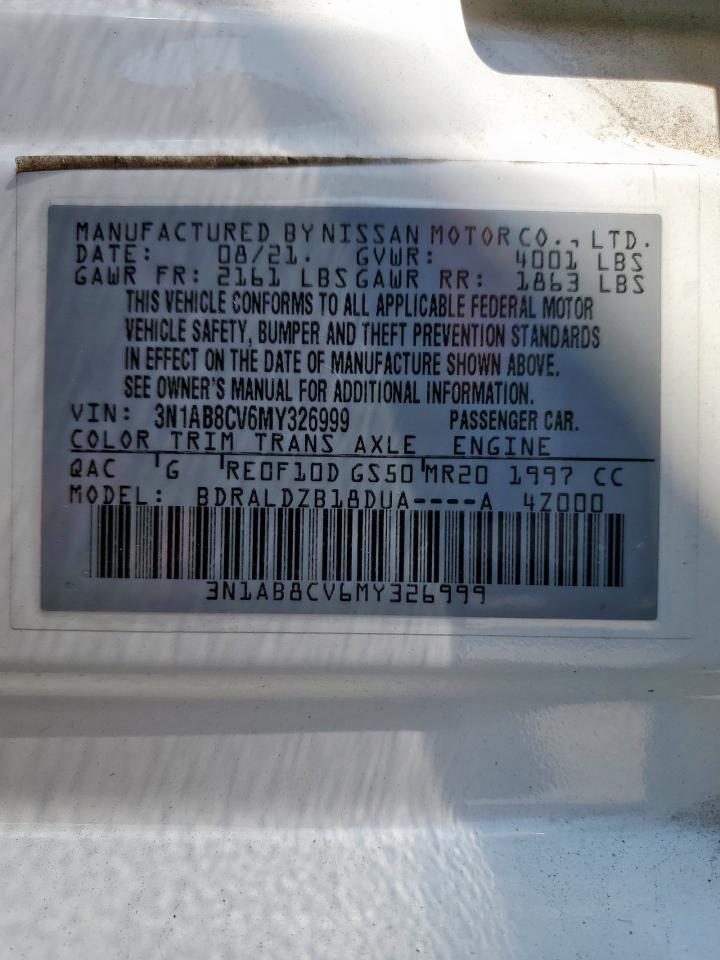 MANUFACTURED BY NISSAN MOTOR CO., LTD.
DATE: 08/21. GVWR: 4001 LBS
GAWR FR: 2161 LBS GAWR RR: 1863 LBS
THIS VEHICLE CONFORMS TO ALL APPLICABLE FEDERAL MOTOR
VEHICLE SAFETY, BUMPER AND THEFT PREVENTION STANDARDS
IN EFFECT ON THE DATE OF MANUFACTURE SHOWN ABOVE.
SEE OWNER'S MANUAL FOR ADDITIONAL INFORMATION.
VIN: 3N1AB8CV6MY326999 PASSENGER CAR.
COLOR TRIM TRANS AXLE ENGINE
QAC G RE0F10D GS50 MR20 1997 CC
MODEL: BDRALDZB18DUA----A 4Z000
3N1AB8CV6MY326999